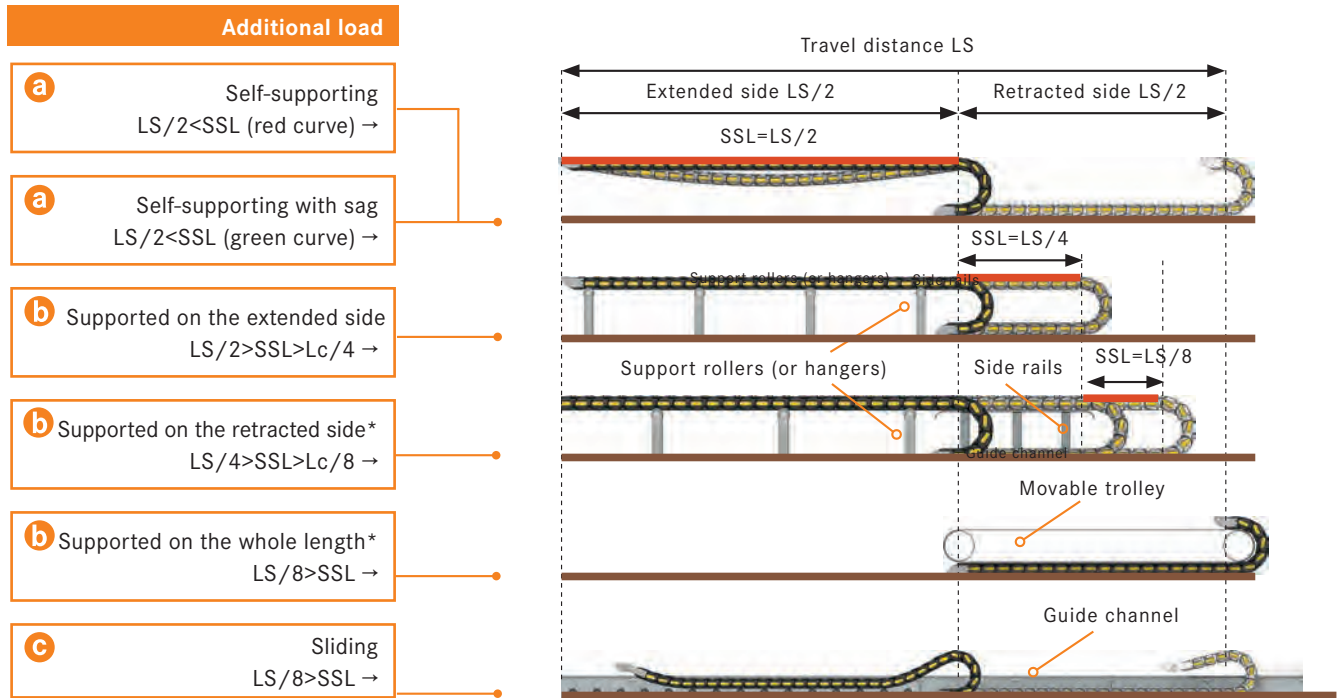 Additional load
a
Self-supporting
LS/2<SSL (red curve) →
a
Self-supporting with sag
LS/2<SSL (green curve) →
b
Supported on the extended side
LS/2>SSL>Lc/4 →
b
Supported on the retracted side*
LS/4>SSL>Lc/8 →
b
Supported on the whole length*
LS/8>SSL →
c
Sliding
LS/8>SSL →
Travel distance LS
Extended side LS/2
Retracted side LS/2
SSL=LS/2
SSL=LS/4
Support rollers (or hangers)
Side rails
SSL=LS/8
Support rollers (or hangers)
Side rails
Guide channel
Movable trolley
Guide channel